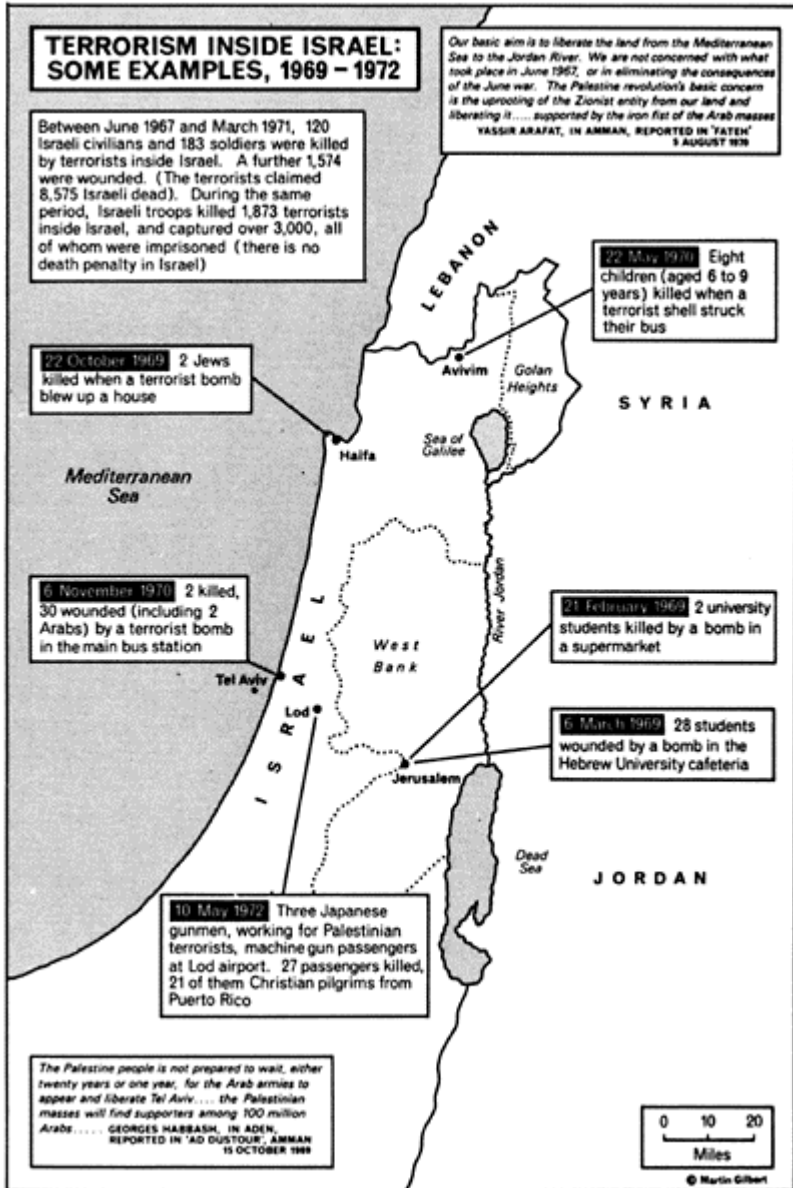 TERRORISM INSIDE ISRAEL:
SOME EXAMPLES, 1969 – 1972
Our basic aim is to liberate the land from the Mediterranean
Sea to the Jordan River. We are not concerned with what
took place in June 1967, or in eliminating the consequences
of the June war. The Palestine revolution's basic concern
is the uprooting of the Zionist entity from our land and
liberating it..... supported by the iron fist of the Arab masses
YASSIR ARAFAT, IN AMMAN, REPORTED IN 'FATEH'
5 AUGUST 1970
Between June 1967 and March 1971, 120
Israeli civilians and 183 soldiers were killed
by terrorists inside Israel. A further 1,574
were wounded. (The terrorists claimed
8,575 Israeli dead). During the same
period, Israeli troops killed 1,873 terrorists
inside Israel, and captured over 3,000, all
of whom were imprisoned (there is no
death penalty in Israel)
LEBANON
22 May 1970 Eight
children (aged 6 to 9
years) killed when a
terrorist shell struck
their bus
22 October 1969 2 Jews
killed when a terrorist bomb
blew up a house
Avivim
Golan
Heights
SYRIA
Haifa
Sea of
Galilee
Mediterranean
Sea
River Jordan
6 November 1970 2 killed,
30 wounded (including 2
Arabs) by a terrorist bomb
in the main bus station
21 February 1969 2 university
students killed by a bomb in
a supermarket
West
Bank
ISRAEL
Tel Aviv
Lod
6 March 1969 28 students
wounded by a bomb in the
Hebrew University cafeteria
Jerusalem
Dead
Sea
JORDAN
10 May 1972 Three Japanese
gunmen, working for Palestinian
terrorists, machine gun passengers
at Lod airport. 27 passengers killed,
21 of them Christian pilgrims from
Puerto Rico
The Palestine people is not prepared to wait, either
twenty years or one year, for the Arab armies to
appear and liberate Tel Aviv.... the Palestinian
masses will find supporters among 100 million
Arabs..... GEORGES HABBASH, IN ADEN,
REPORTED IN 'AD DUSTOUR', AMMAN
15 OCTOBER 1969
0 10 20
Miles
© Martin Gilbert